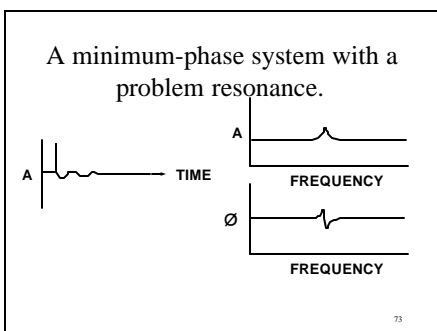 A minimum-phase system with a
problem resonance.
A
TIME
A
FREQUENCY
Ø
FREQUENCY
73